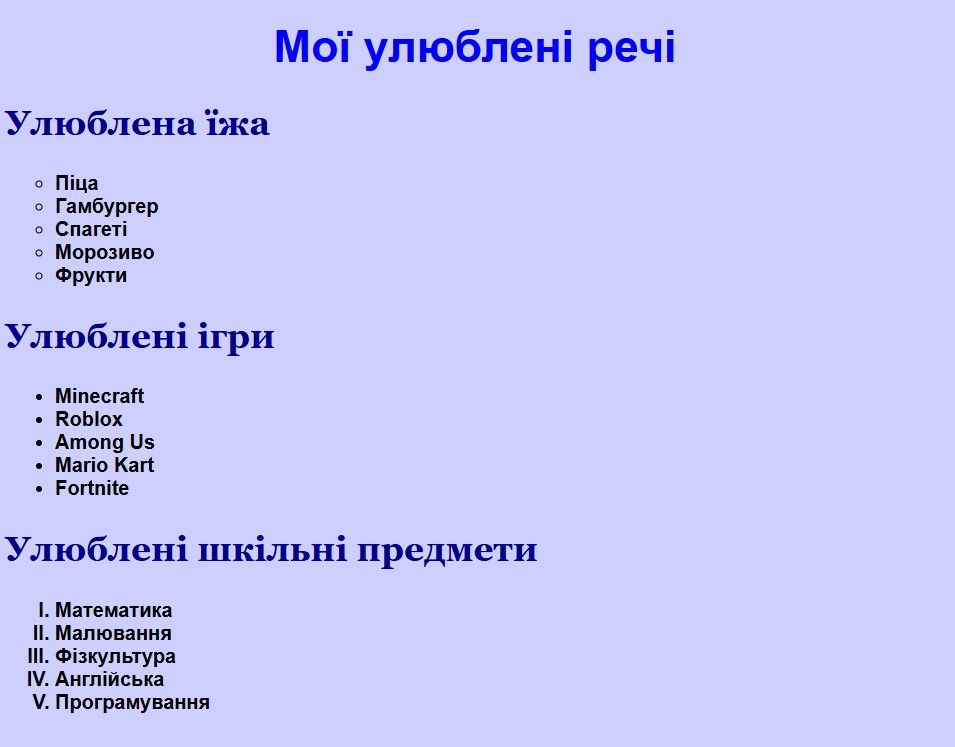 Мої улюблені речі
Улюблена їжа
Піца
Гамбургер
Спагеті
Морозиво
Фрукти
Улюблені ігри
Minecraft
Roblox
Among Us
Mario Kart
Fortnite
Улюблені шкільні предмети
I. Математика
II. Малювання
III. Фізкультура
IV. Англійська
V. Програмування